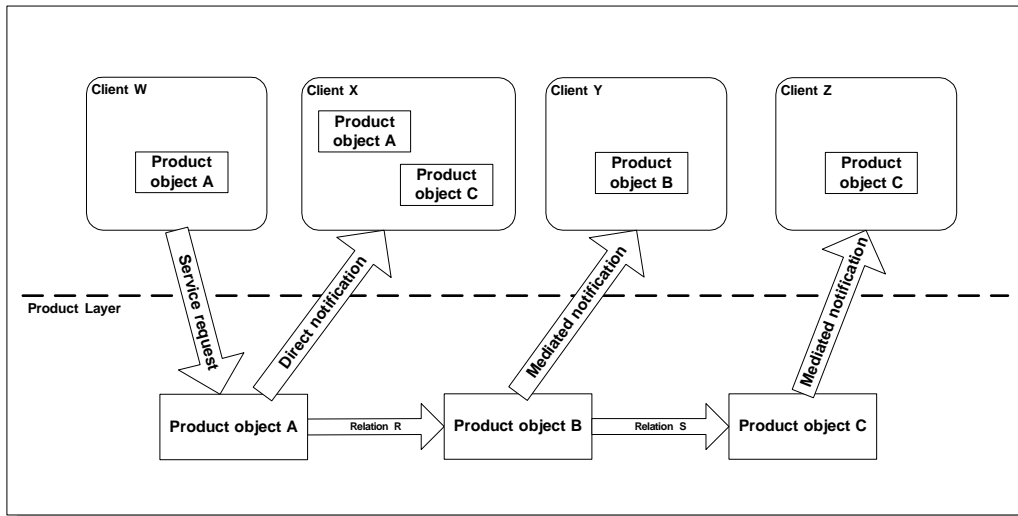 Client W
Client X
Client Y
Client Z
Product
object A
Product
object A
Product
object C
Product
object B
Product
object C
Service request
Direct notification
Mediated notification
Mediated notification
Product Layer
Product object A
Relation R
Product object B
Relation S
Product object C